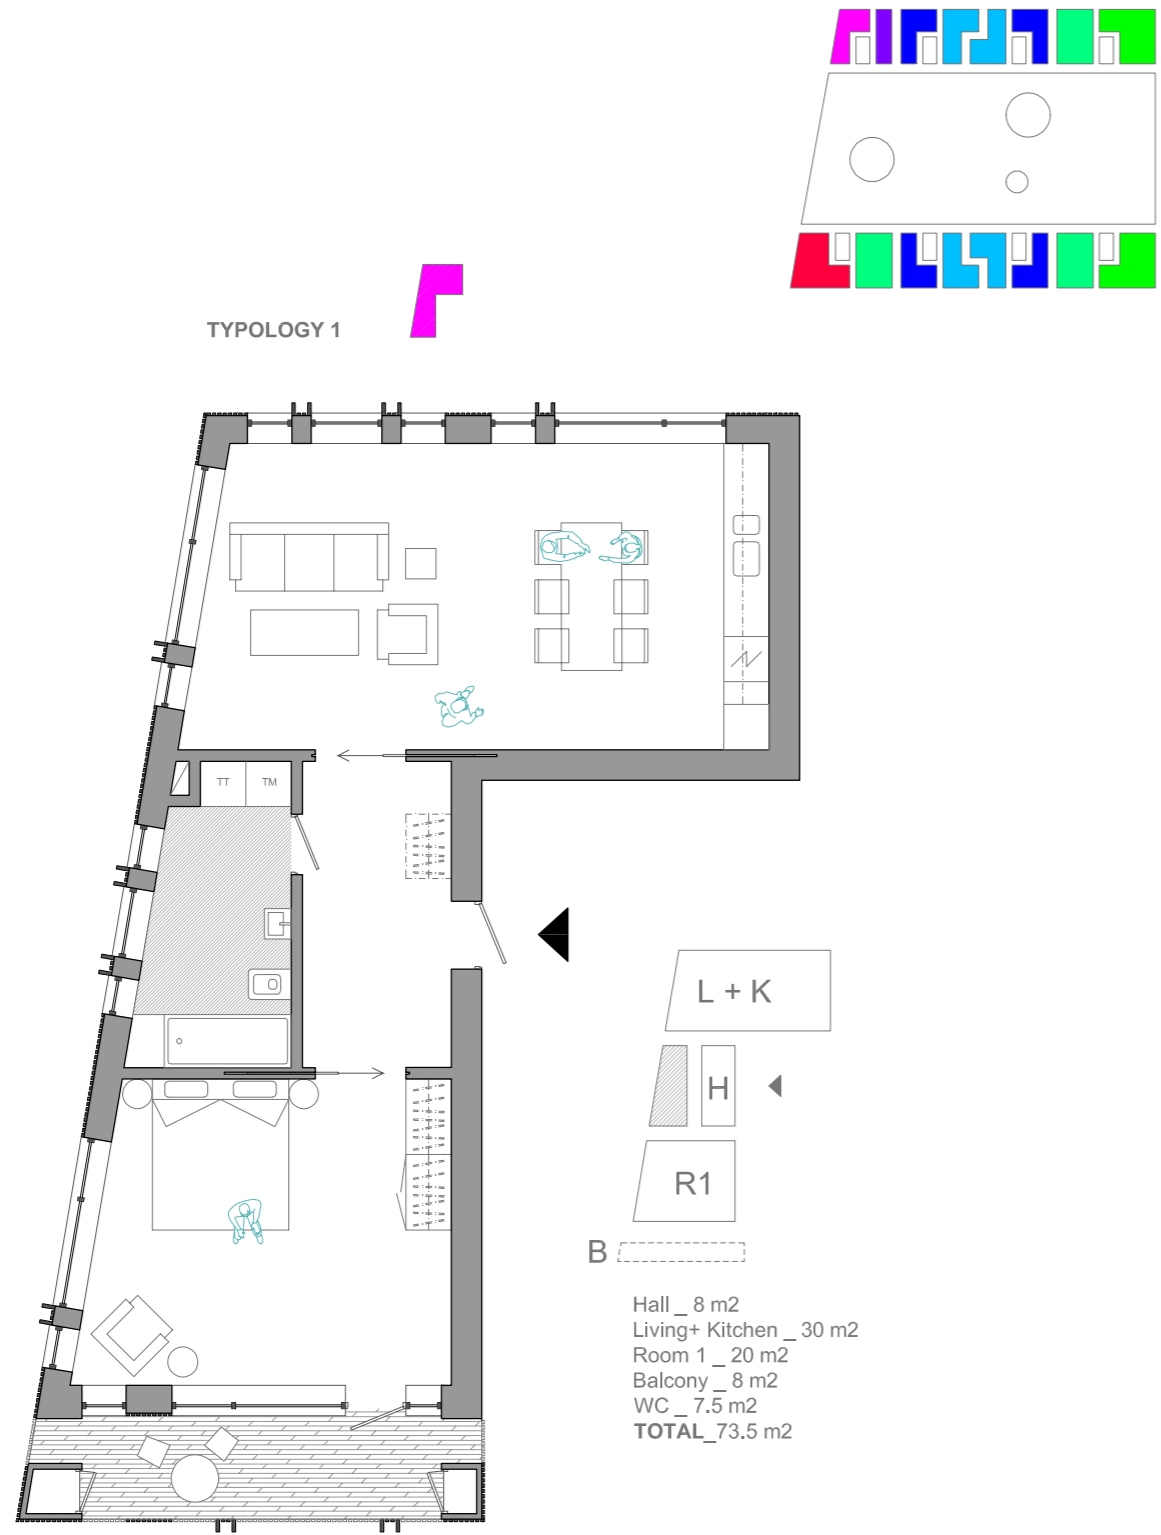 TYPOLOGY 1
TT
TM
L + K
H
R1
B
Hall _ 8 m2
Living+ Kitchen _ 30 m2
Room 1 _ 20 m2
Balcony _ 8 m2
WC _ 7.5 m2
TOTAL_73.5 m2